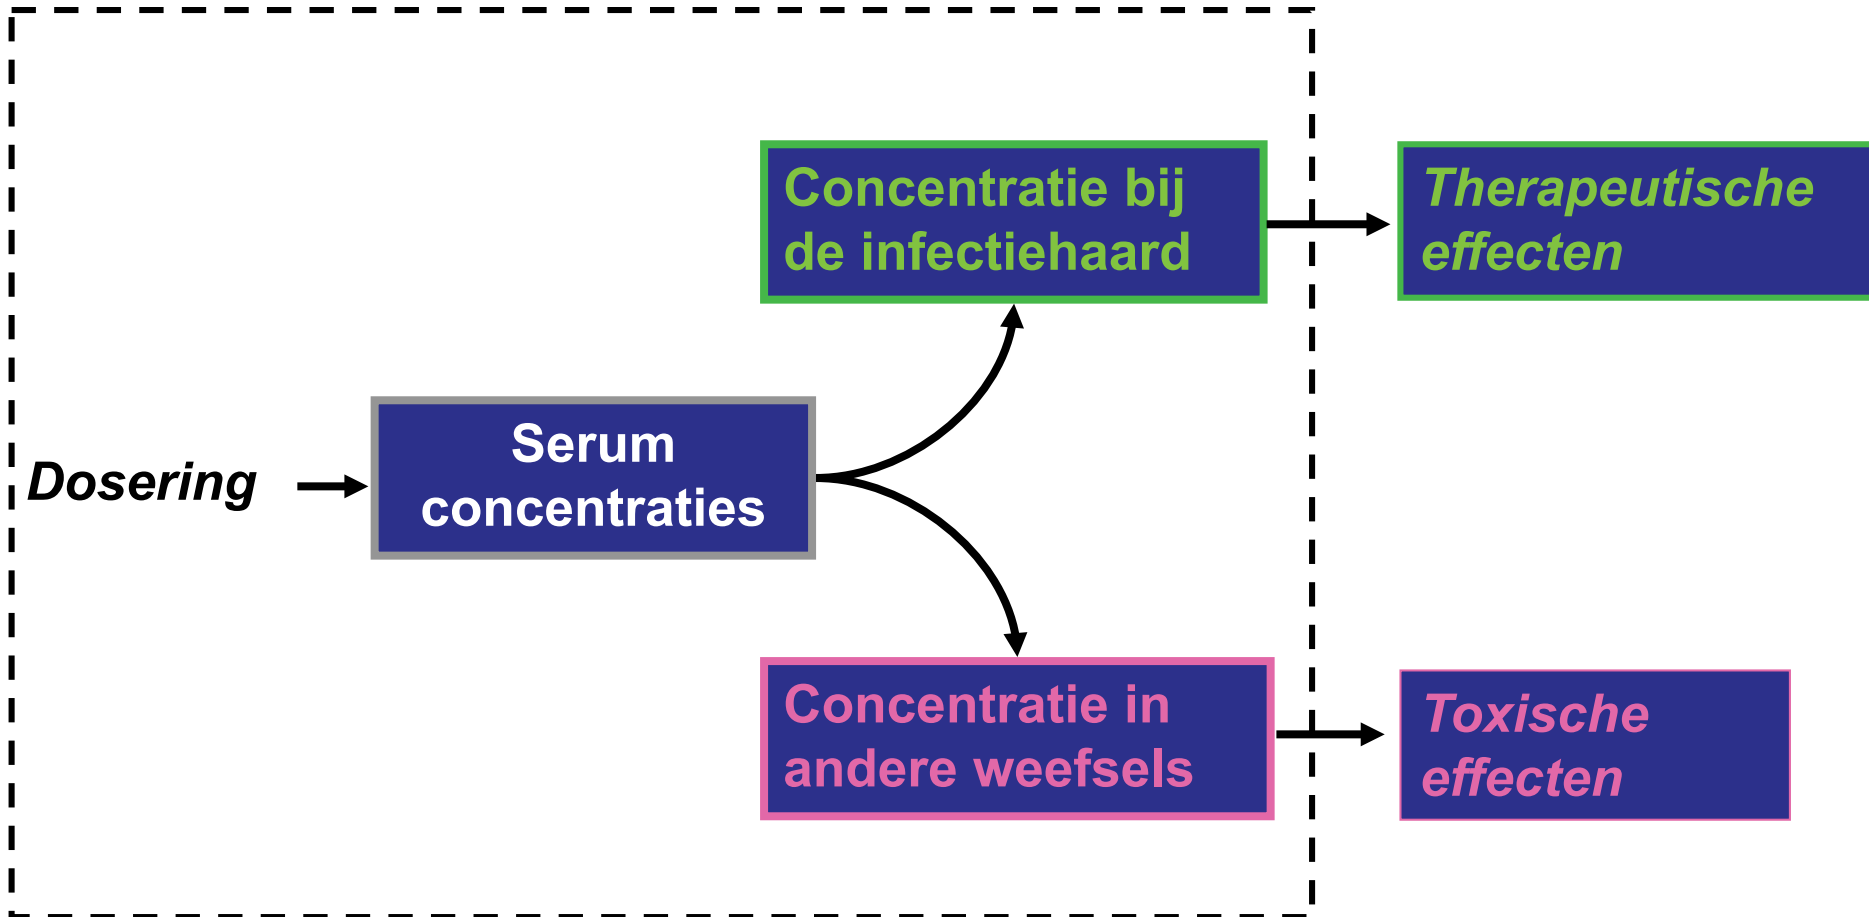 Dosering
Serum
concentraties
Concentratie bij
de infectiehaard
Therapeutische
effecten
Concentratie in
andere weefsels
Toxische
effecten